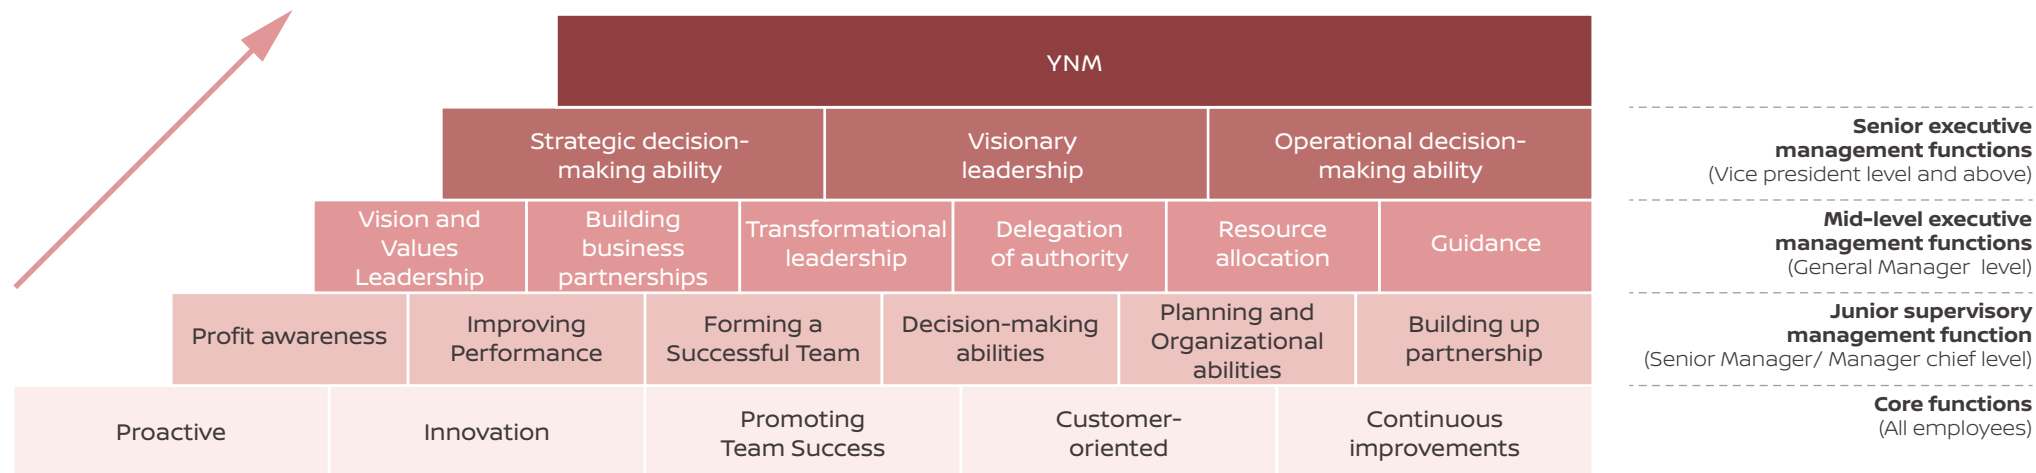 YNM
Strategic decision-
making ability
Visionary
leadership
Operational decision-
making ability
Senior executive
management functions
(Vice president level and above)
Vision and
Values
Leadership
Building
business
partnerships
Transformational
leadership
Delegation
of authority
Resource
allocation
Guidance
Mid-level executive
management functions
(General Manager level)
Profit awareness
Improving
Performance
Forming a
Successful Team
Decision-making
abilities
Planning and
Organizational
abilities
Building up
partnership
Junior supervisory
management function
(Senior Manager/ Manager chief level)
Proactive
Innovation
Promoting
Team Success
Customer-
oriented
Continuous
improvements
Core functions
(All employees)